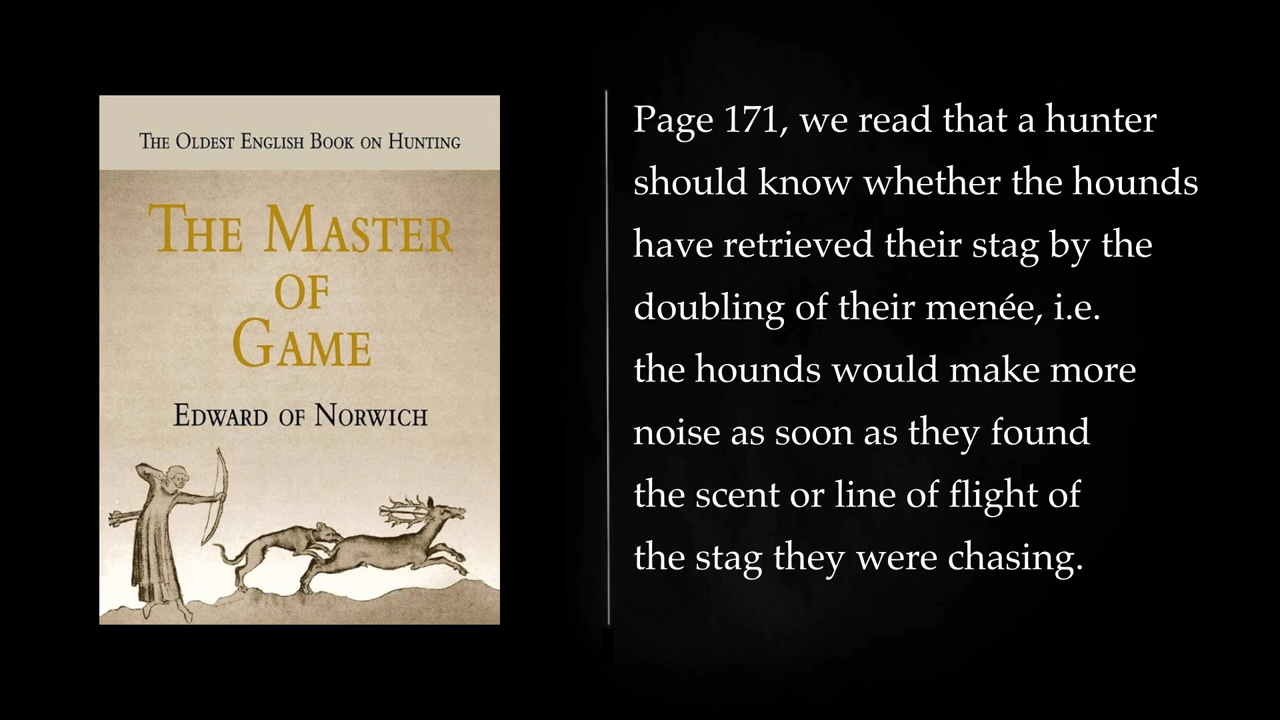 The Oldest English Book on Hunting
The Master
of
Game
Edward of Norwich
Page 171, we read that a hunter
should know whether the hounds
have retrieved their stag by the
doubling of their menée, i.e.
the hounds would make more
noise as soon as they found
the scent or line of flight of
the stag they were chasing.